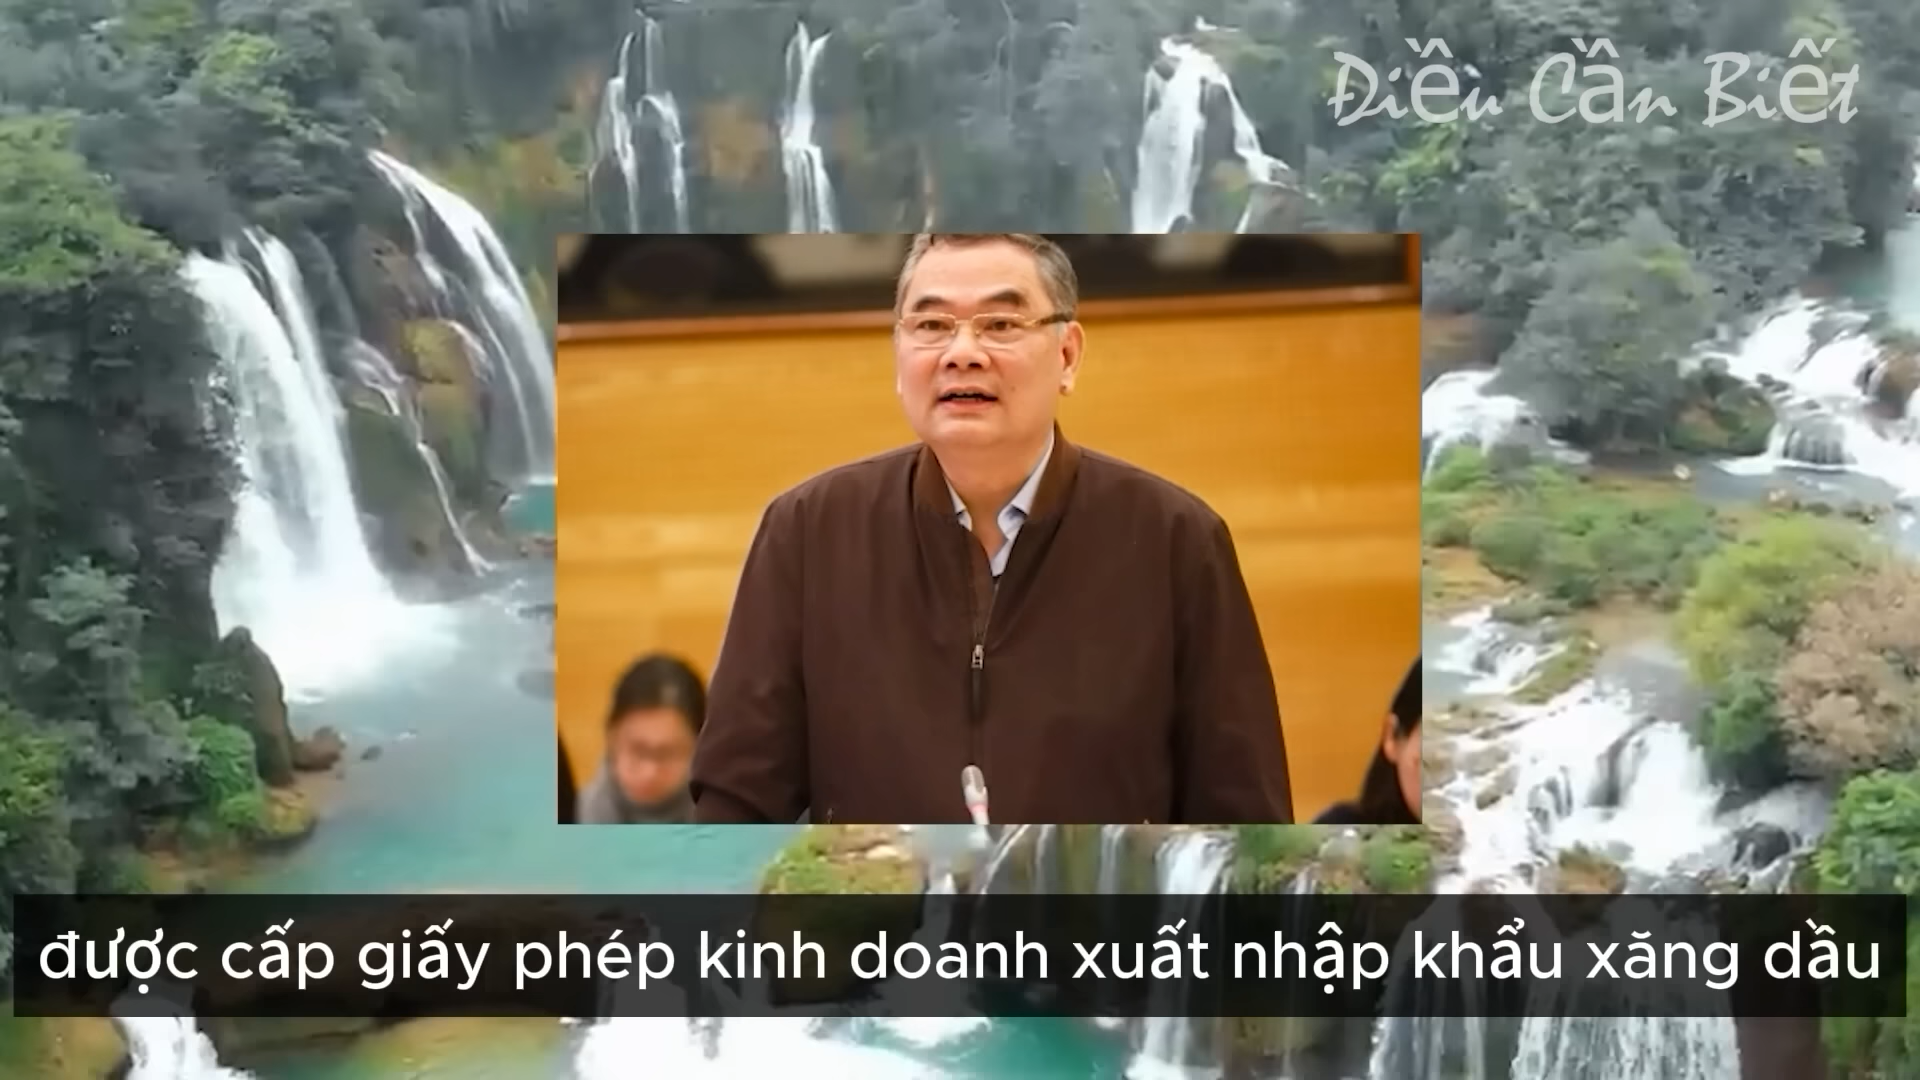 Điều Cần Biết
được cấp giấy phép kinh doanh xuất nhập khẩu xăng dầu